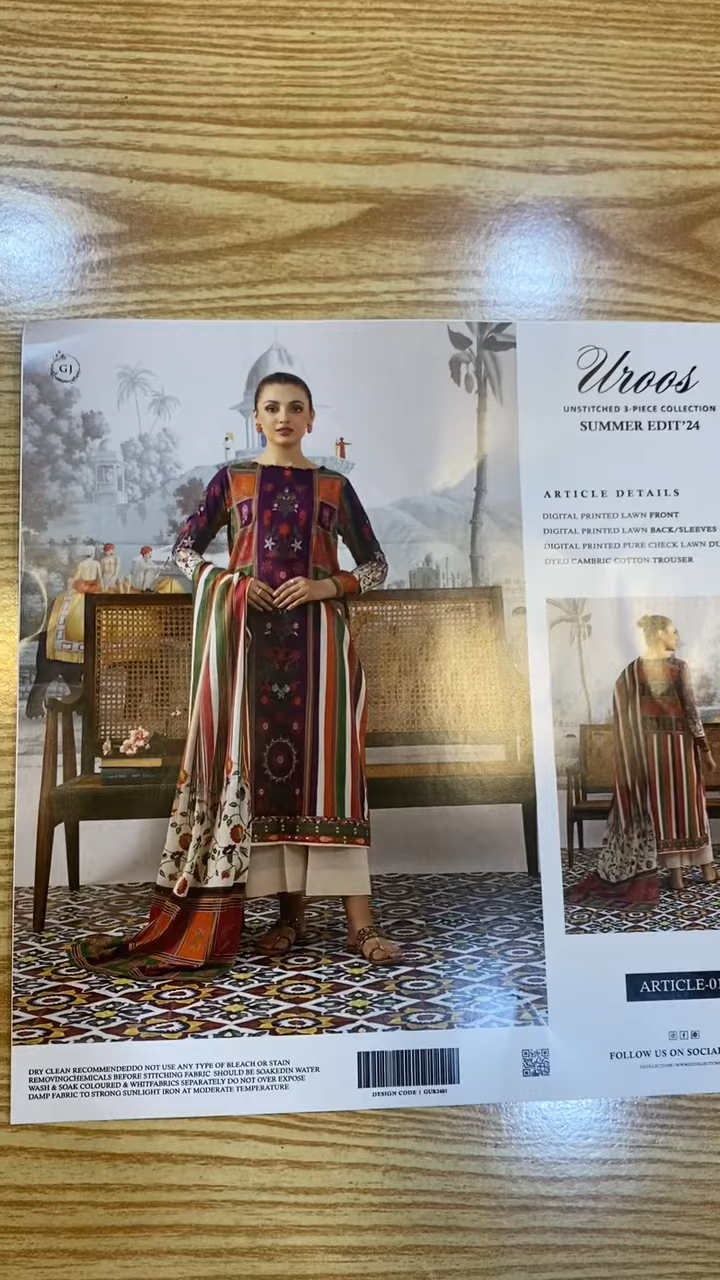 GJ
Uroos
UNSTITCHED 3-PIECE COLLECTION
SUMMER EDIT'24
ARTICLE DETAILS
DIGITAL PRINTED LAWN FRONT
DIGITAL PRINTED LAWN BACK/SLEEVES
DIGITAL PRINTED PURE CHECK LAWN DU
DYED CAMBRIC COTTON TROUSER
ARTICLE-01
FOLLOW US ON SOCIAL
DRY CLEAN RECOMMENDEDDO NOT USE ANY TYPE OF BLEACH OR STAIN
REMOVINGCHEMICALS BEFORE STITCHING FABRIC SHOULD BE SOAKEDIN WATER
WASH & SOAK COLOURED & WHITFABRICS SEPARATELY DO NOT OVER EXPOSE
DAMP FABRIC TO STRONG SUNLIGHT IRON AT MODERATE TEMPERATURE
DESIGN CODE | GUR2401